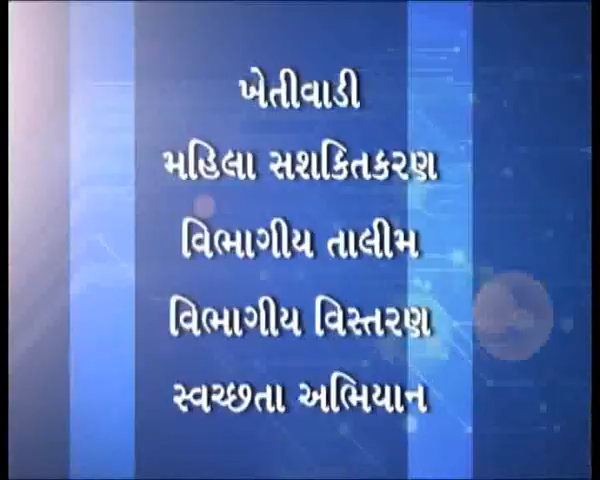 ખેતીવાડી
મહિલા સશકિતકરણ
વિભાગીય તાલીમ
વિભાગીય વિસ્તરણ
સ્વચ્છતા અભિયાન